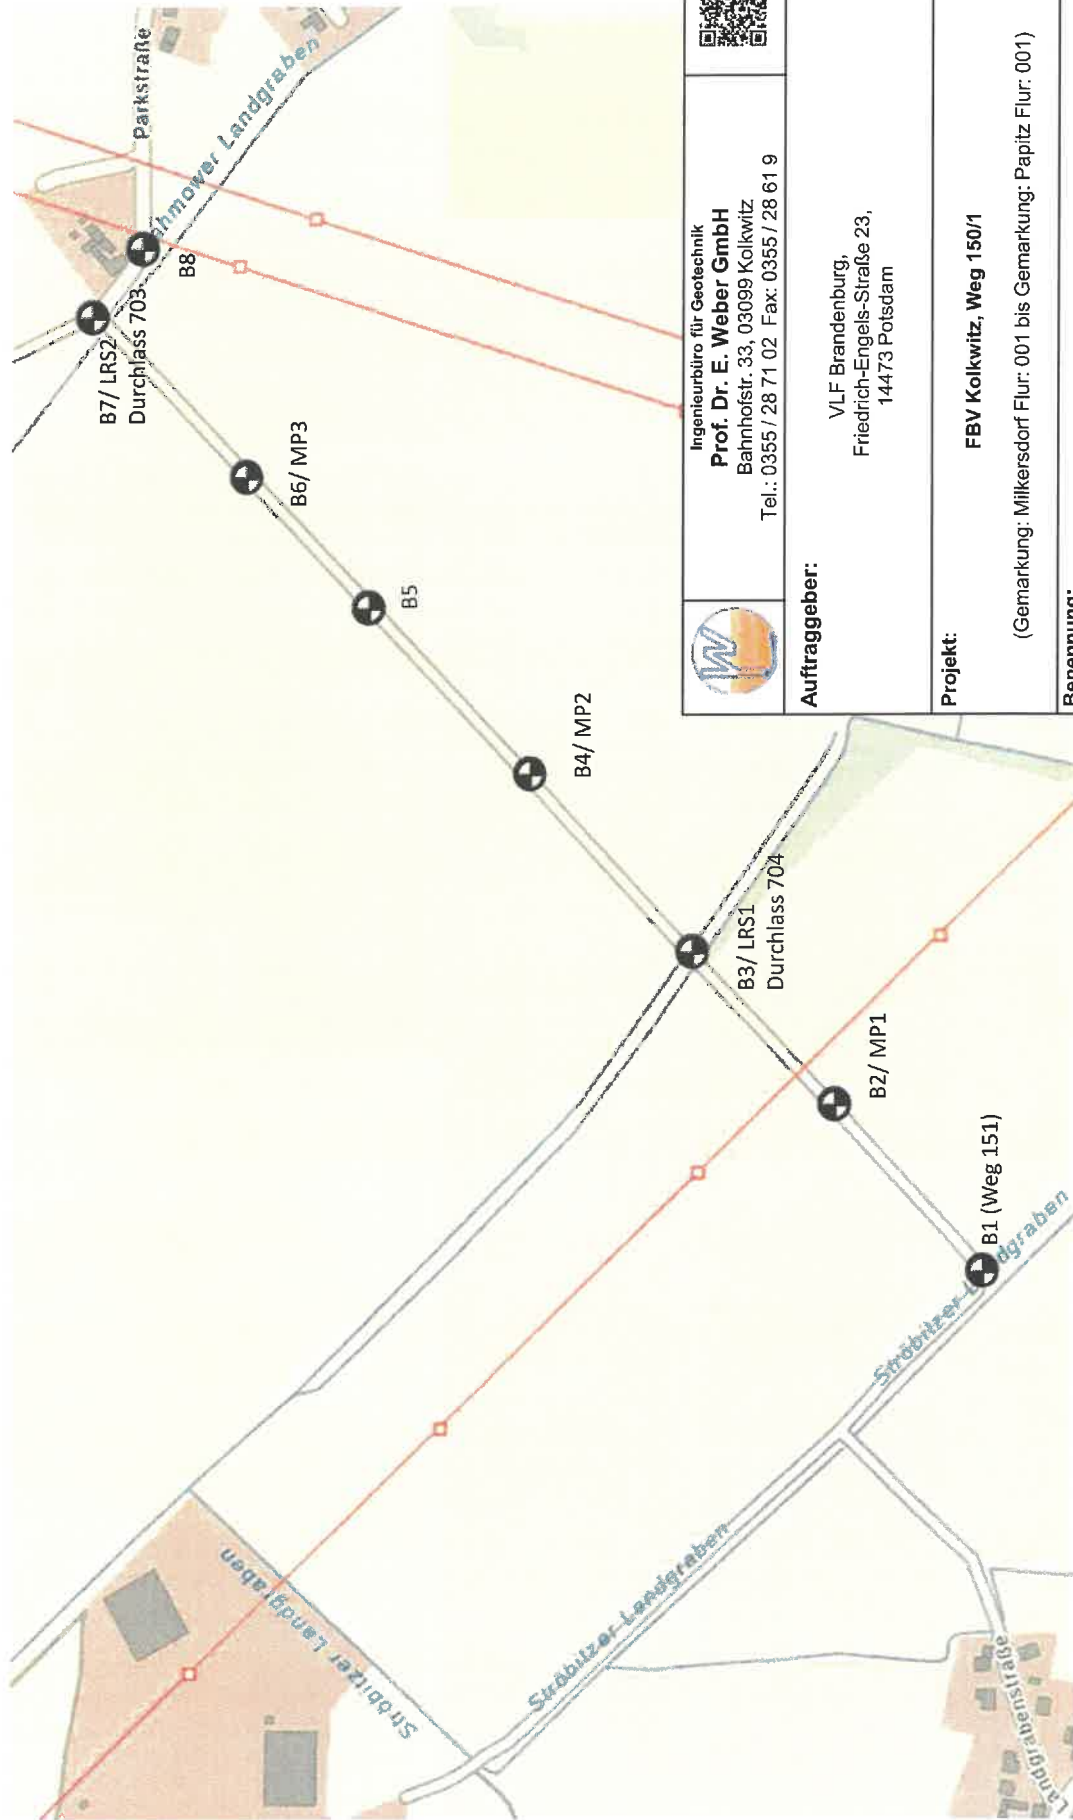 Parkstraße
ahmower Landgraben
B8
B7/ LRS2
Durchlass 703
B6/ MP3
B5
B4/ MP2
B3/ LRS1
Durchlass 704
B2/ MP1
B1 (Weg 151)
Ströbitzer
dgraben
Ströbitzer Landgraben
Ströbitzer Landgraben
Landgrabenstraße
W
Ingenieurbüro für Geotechnik
Prof. Dr. E. Weber GmbH
Bahnhofstr. 33, 03099 Kolkwitz
Tel.: 0355 / 28 71 02 Fax: 0355 / 28 61 9
Auftraggeber:
VLF Brandenburg,
Friedrich-Engels-Straße 23,
14473 Potsdam
Projekt:
FBV Kolkwitz, Weg 150/1
(Gemarkung: Milkersdorf Flur: 001 bis Gemarkung: Papitz Flur: 001)
Benennung: